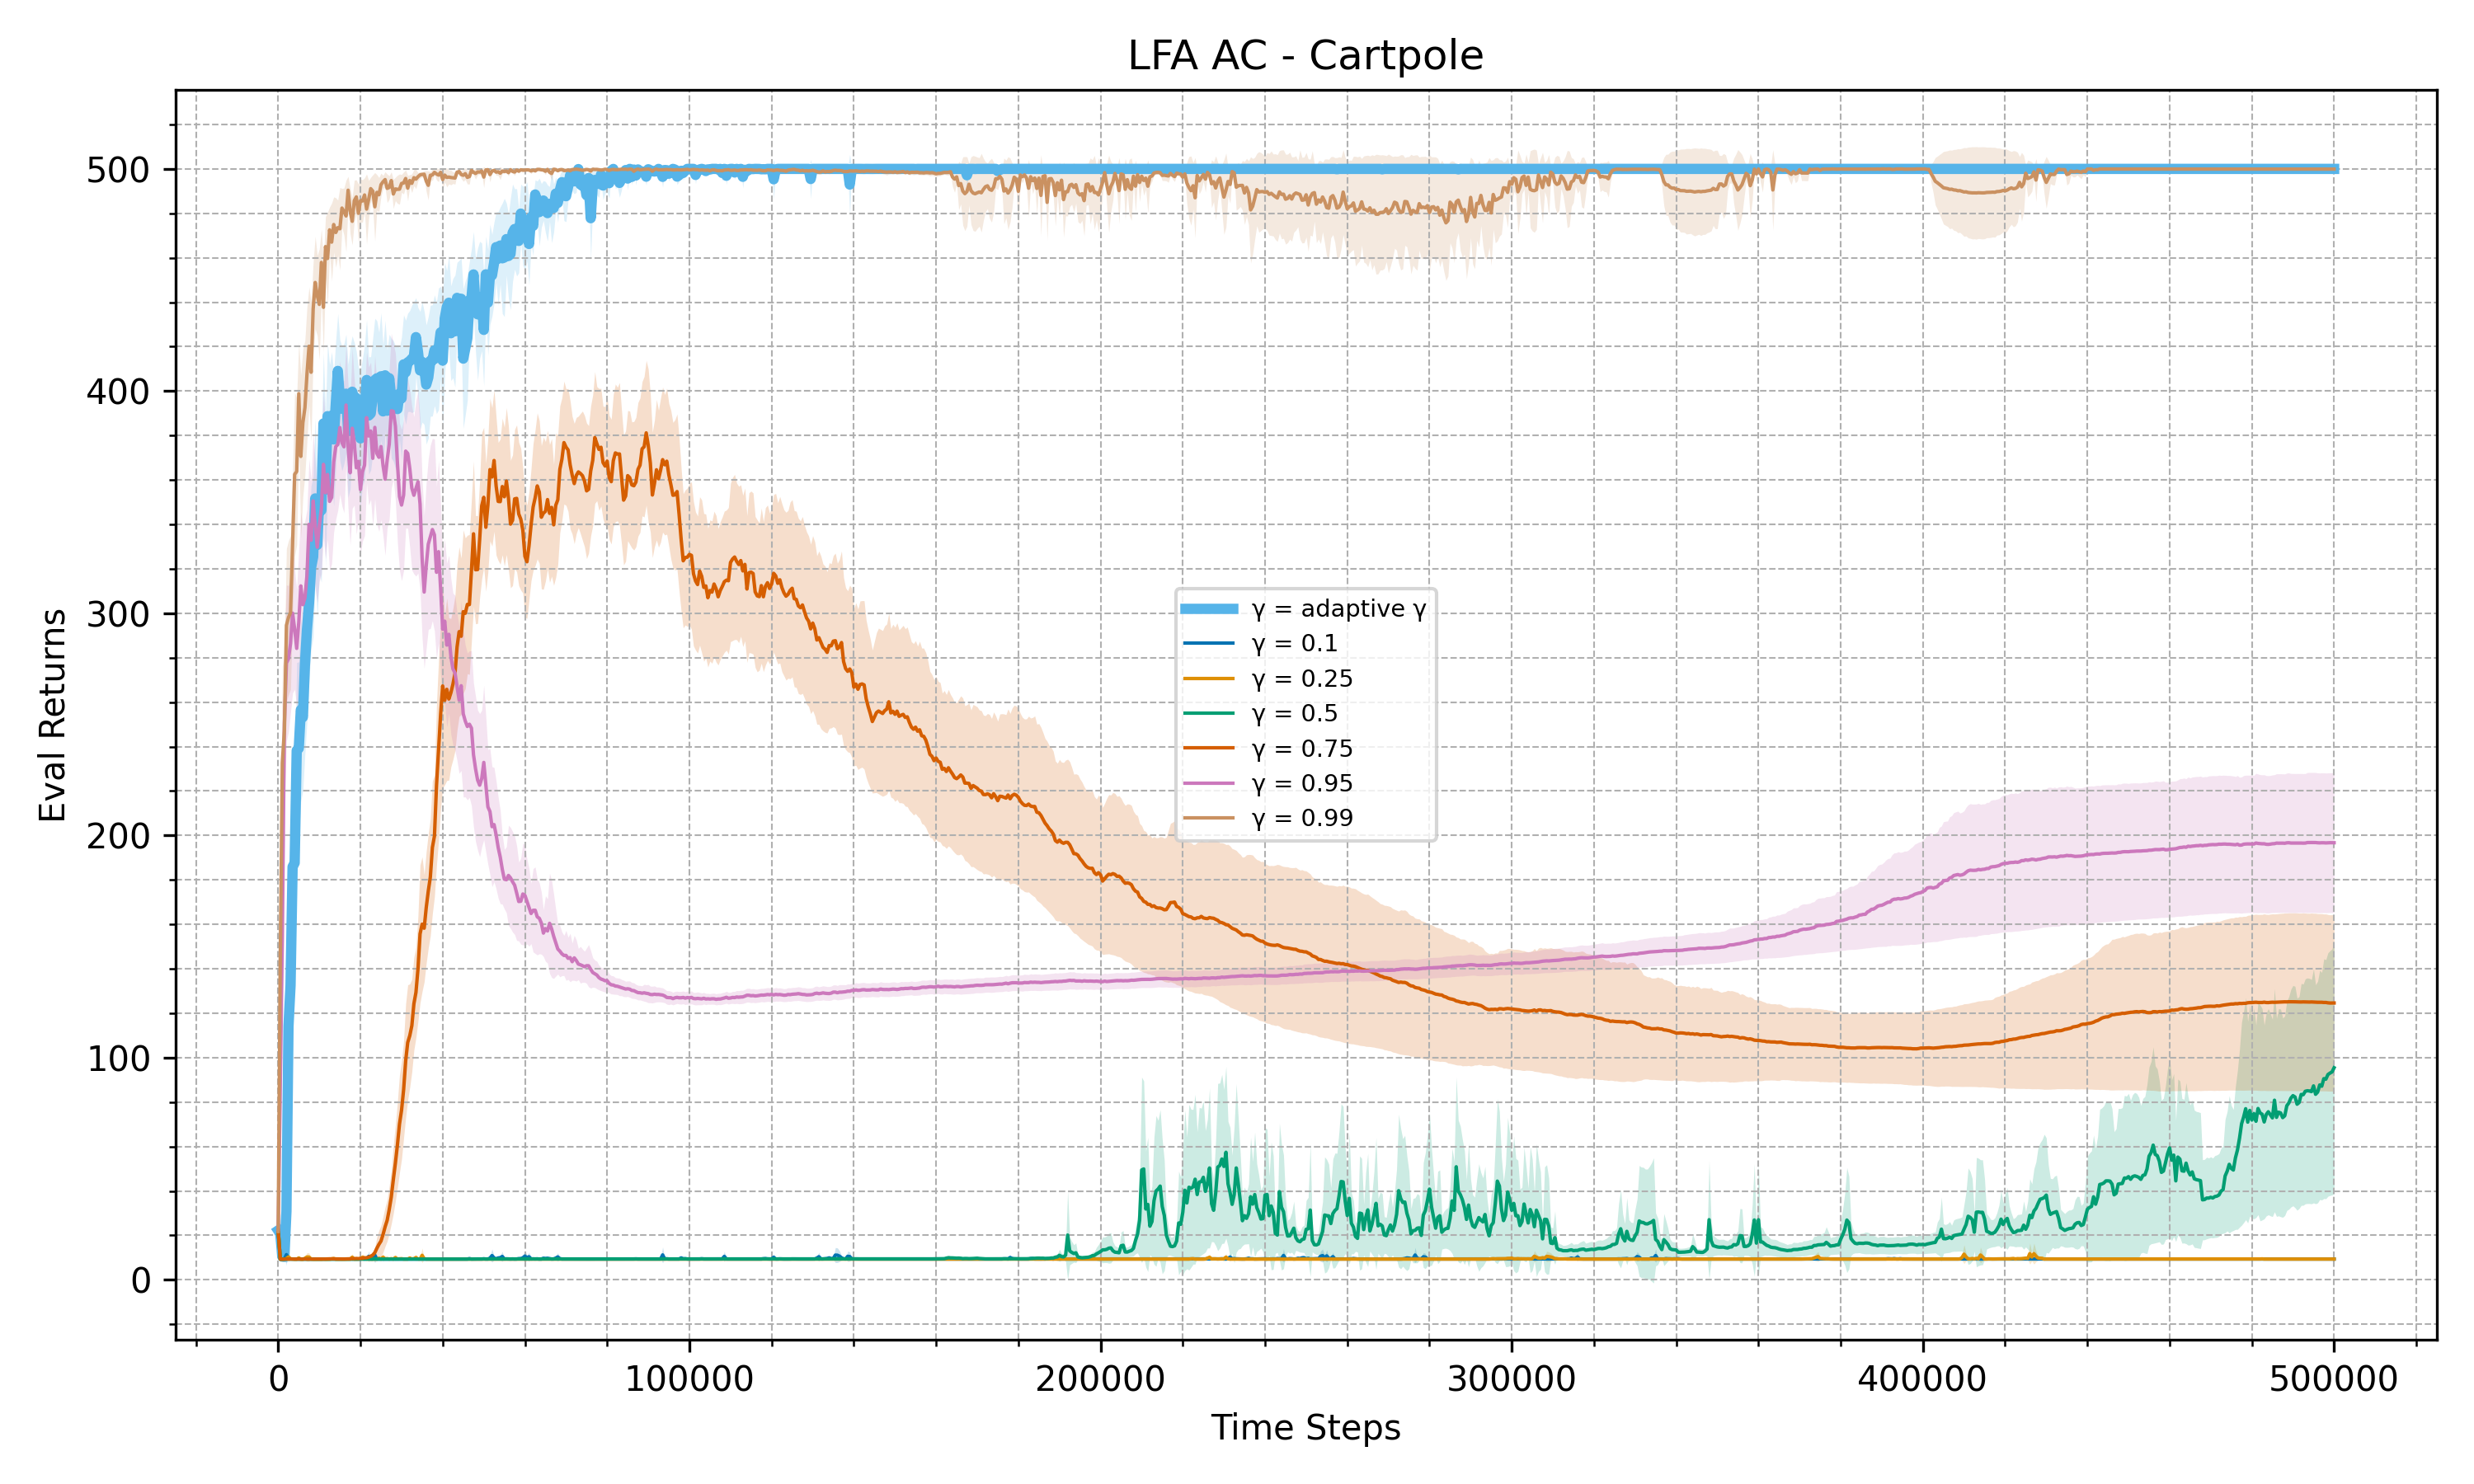 LFA AC - Cartpole
Eval Returns
500
400
300
200
100
0
γ = adaptive γ
γ = 0.1
γ = 0.25
γ = 0.5
γ = 0.75
γ = 0.95
γ = 0.99
0 100000 200000 300000 400000 500000
Time Steps